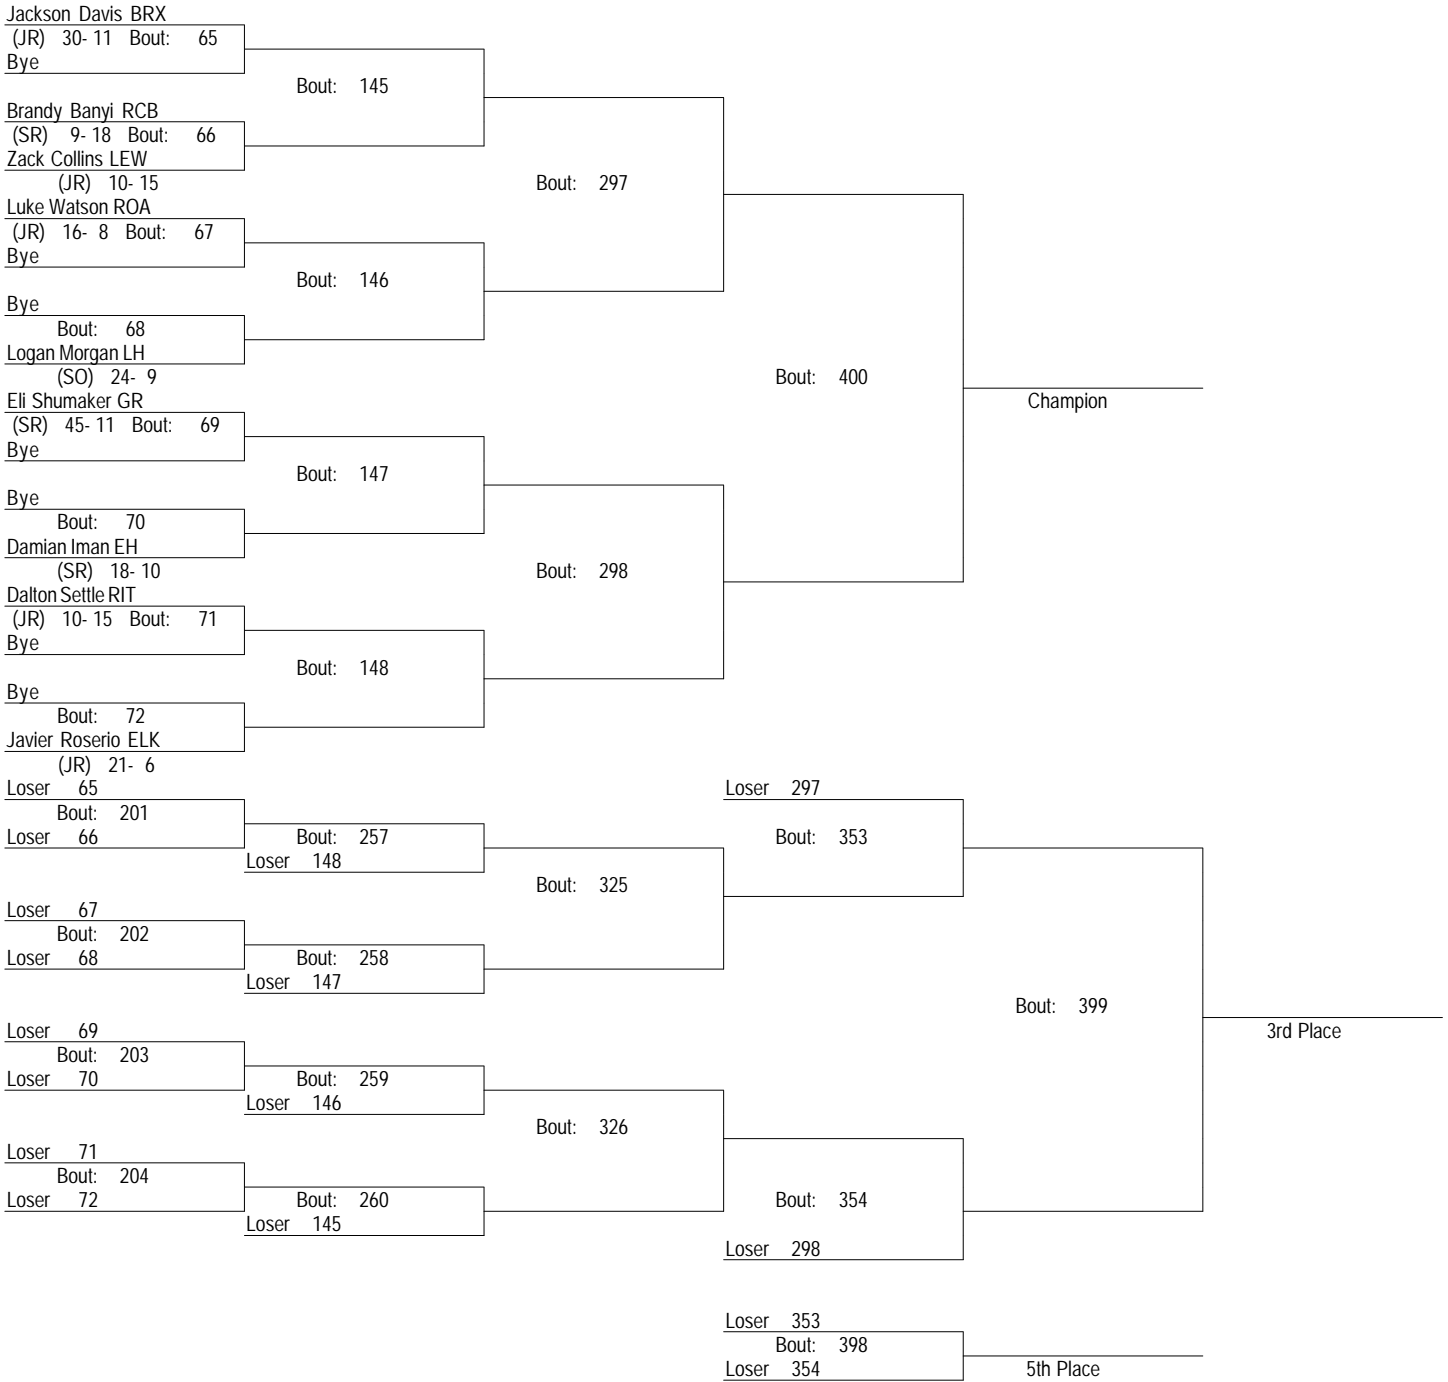 Jackson Davis BRX
(JR) 30- 11 Bout: 65
Bye
Bout: 145
Brandy Banyi RCB
(SR) 9- 18 Bout: 66
Zack Collins LEW
(JR) 10- 15
Bout: 297
Luke Watson ROA
(JR) 16- 8 Bout: 67
Bye
Bout: 146
Bye
Bout: 68
Logan Morgan LH
(SO) 24- 9
Bout: 400
Champion
Eli Shumaker GR
(SR) 45- 11 Bout: 69
Bye
Bout: 147
Bye
Bout: 70
Damian Iman EH
(SR) 18- 10
Bout: 298
Dalton Settle RIT
(JR) 10- 15 Bout: 71
Bye
Bout: 148
Bye
Bout: 72
Javier Roserio ELK
(JR) 21- 6
Loser 65
Bout: 201
Loser 66
Bout: 257
Loser 148
Loser 297
Bout: 353
Bout: 325
Loser 67
Bout: 202
Loser 68
Bout: 258
Loser 147
Bout: 399
3rd Place
Loser 69
Bout: 203
Loser 70
Bout: 259
Loser 146
Bout: 326
Loser 71
Bout: 204
Loser 72
Bout: 260
Loser 145
Bout: 354
Loser 298
Loser 353
Bout: 398
Loser 354
5th Place